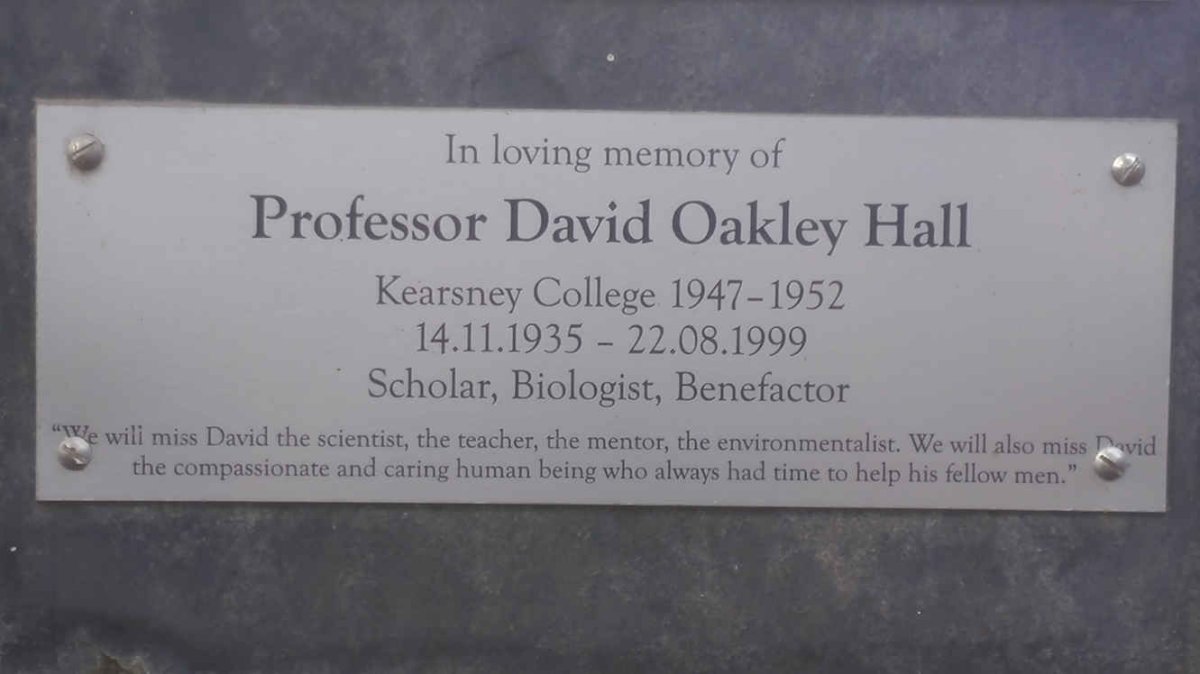 In loving memory of
Professor David Oakley Hall
Kearsney College 1947–1952
14.11.1935 – 22.08.1999
Scholar, Biologist, Benefactor
“We will miss David the scientist, the teacher, the mentor, the environmentalist. We will also miss David
the compassionate and caring human being who always had time to help his fellow men.”